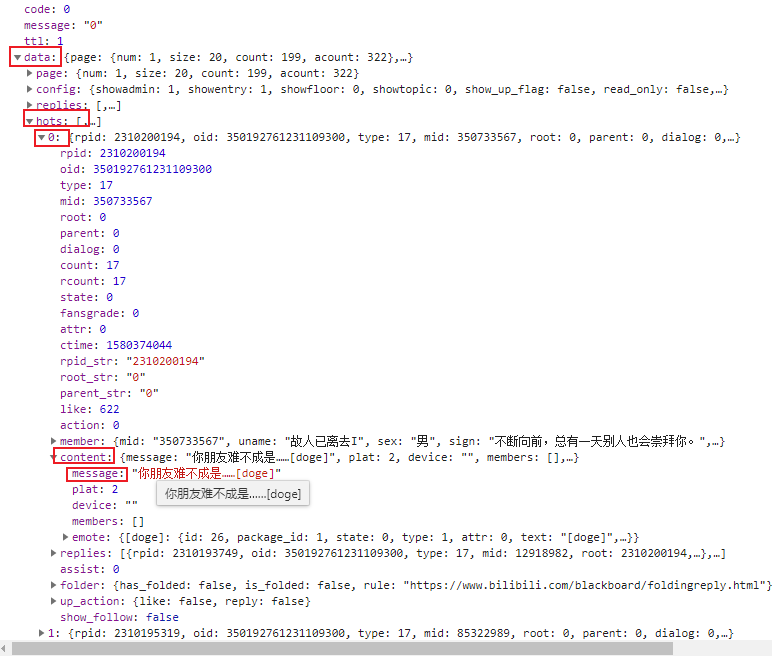 code: 0
message: "0"
ttl: 1
data: {page: {num: 1, size: 20, count: 199, acount: 322},…}
page: {num: 1, size: 20, count: 199, acount: 322}
config: {showadmin: 1, showentry: 1, showfloor: 0, showtopic: 0, show_up_flag: false, read_only: false,…}
replies: [,…]
hots: [,…]
0: {rpid: 2310200194, oid: 350192761231109300, type: 17, mid: 350733567, root: 0, parent: 0, dialog: 0,…}
rpid: 2310200194
oid: 350192761231109300
type: 17
mid: 350733567
root: 0
parent: 0
dialog: 0
count: 17
rcount: 17
state: 0
fansgrade: 0
attr: 0
ctime: 1580374044
rpid_str: "2310200194"
root_str: "0"
parent_str: "0"
like: 622
action: 0
member: {mid: "350733567", uname: "故人已离去I", sex: "男", sign: "不断向前，总有一天别人也会崇拜你。",…}
content: {message: "你朋友难不成是……[doge]", plat: 2, device: "", members: [],…}
message: "你朋友难不成是……[doge]"
你朋友难不成是……[doge]
plat: 2
device: ""
members: []
emote: {[doge]: {id: 26, package_id: 1, state: 0, type: 1, attr: 0, text: "[doge]",…}}
replies: [{rpid: 2310193749, oid: 350192761231109300, type: 17, mid: 12918982, root: 2310200194,…},…]
assist: 0
folder: {has_folded: false, is_folded: false, rule: "https://www.bilibili.com/blackboard/foldingreply.html"}
up_action: {like: false, reply: false}
show_follow: false
1: {rpid: 2310195319, oid: 350192761231109300, type: 17, mid: 85322989, root: 0, parent: 0, dialog: 0,…}